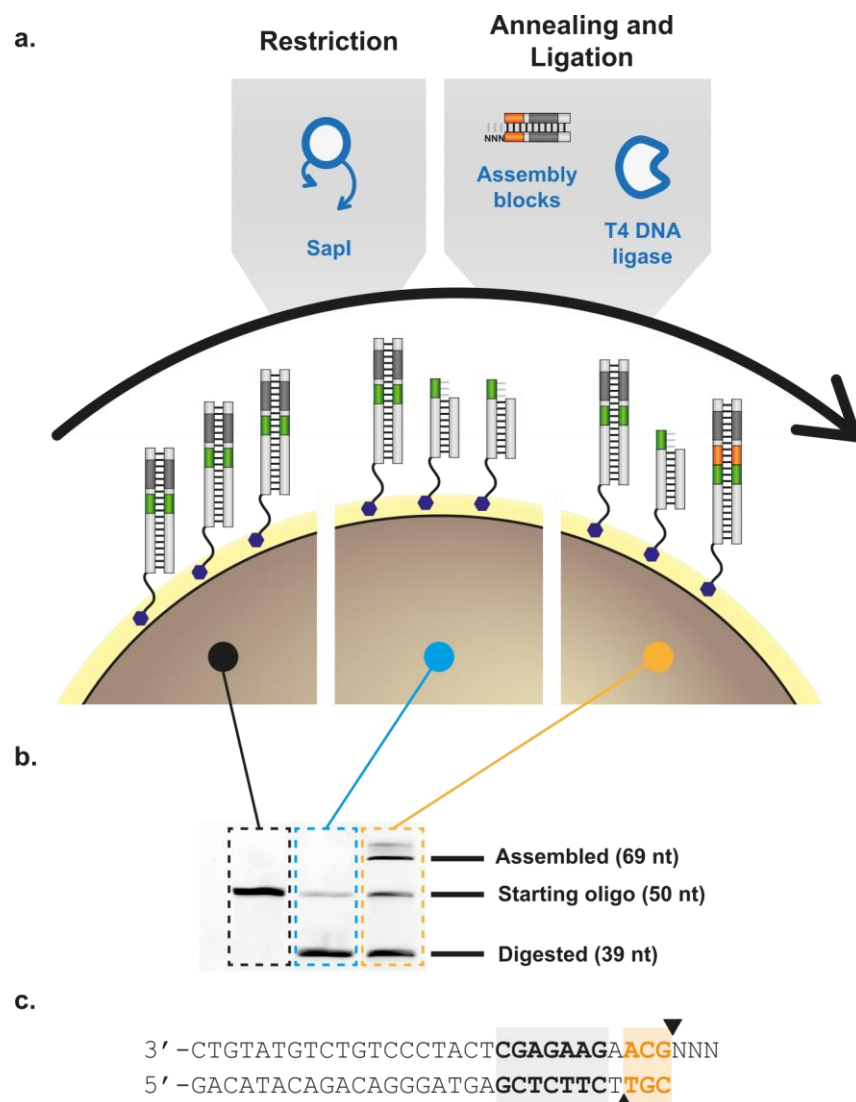 a.
Restriction
Annealing and
Ligation
NNN
Assembly
blocks
T4 DNA
ligase
SapI
b.
Assembled (69 nt)
Starting oligo (50 nt)
Digested (39 nt)
c.
3’-CTGTATGTCTGTCCCTACTCGAGAAGAACGNNN
5’-GACATACAGACAGGGATGAGCTCTTCTTGC